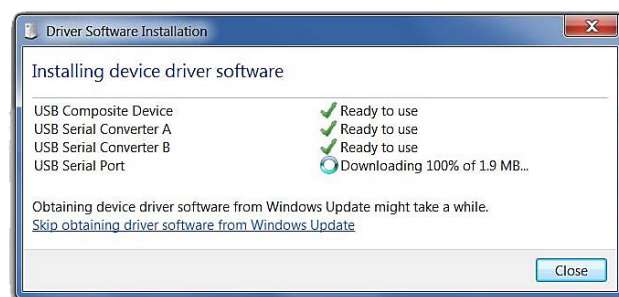 Driver Software Installation
Installing device driver software
USB Composite Device Ready to use
USB Serial Converter A Ready to use
USB Serial Converter B Ready to use
USB Serial Port Downloading 100% of 1.9 MB...
Obtaining device driver software from Windows Update might take a while.
Skip obtaining driver software from Windows Update
Close